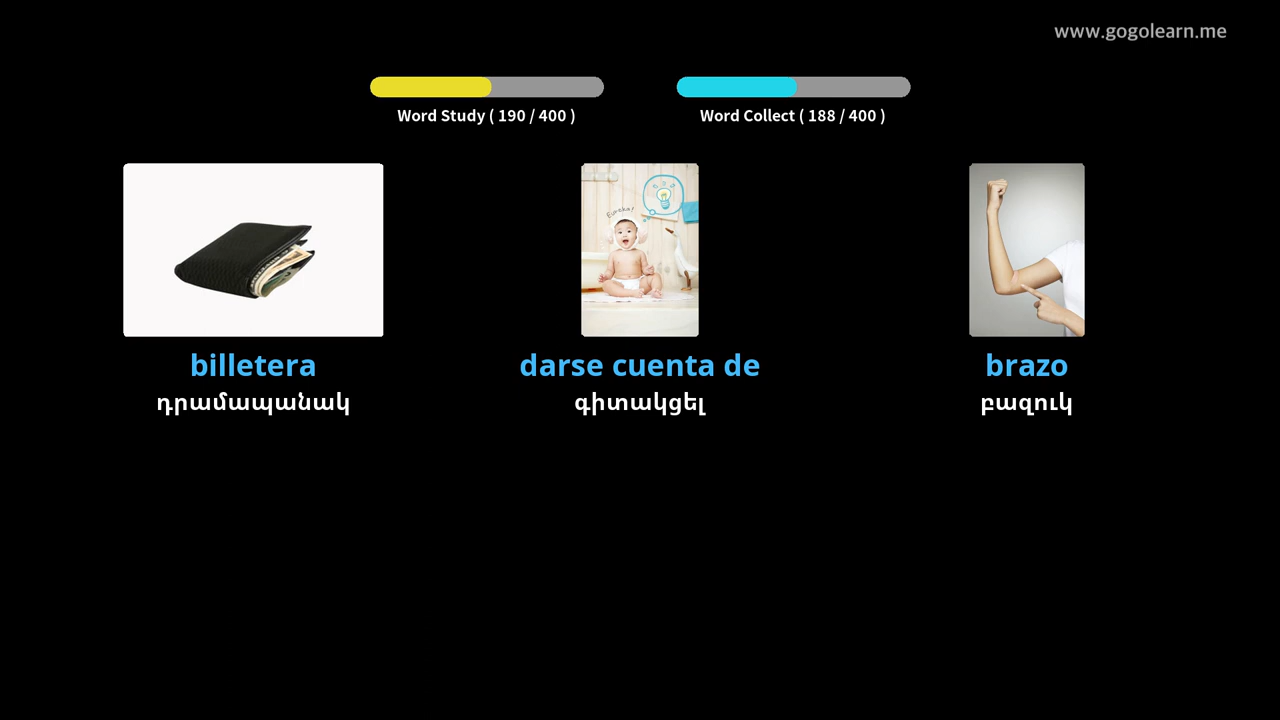 www.gogolearn.me
Word Study ( 190 / 400 )
Word Collect ( 188 / 400 )
Eureka!
billetera
darse cuenta de
brazo
դրամապանակ
գիտակցել
բազուկ